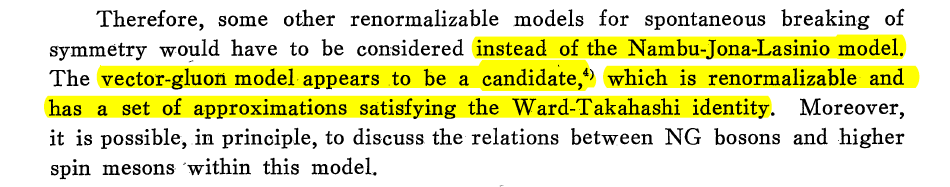 Therefore, some other renormalizable models for spontaneous breaking of
symmetry would have to be considered instead of the Nambu-Jona-Lasinio model.
The vector-gluon model appears to be a candidate,⁴⁾ which is renormalizable and
has a set of approximations satisfying the Ward-Takahashi identity. Moreover,
it is possible, in principle, to discuss the relations between NG bosons and higher
spin mesons within this model.